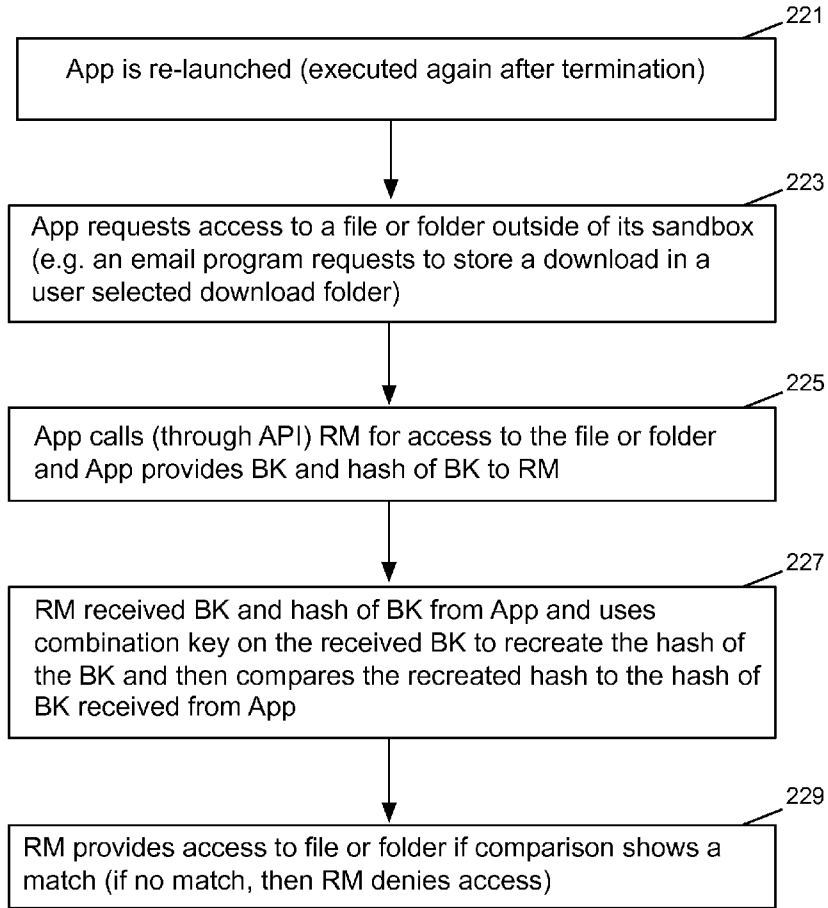 221
App is re-launched (executed again after termination)
223
App requests access to a file or folder outside of its sandbox
(e.g. an email program requests to store a download in a
user selected download folder)
225
App calls (through API) RM for access to the file or folder
and App provides BK and hash of BK to RM
227
RM received BK and hash of BK from App and uses
combination key on the received BK to recreate the hash of
the BK and then compares the recreated hash to the hash of
BK received from App
229
RM provides access to file or folder if comparison shows a
match (if no match, then RM denies access)